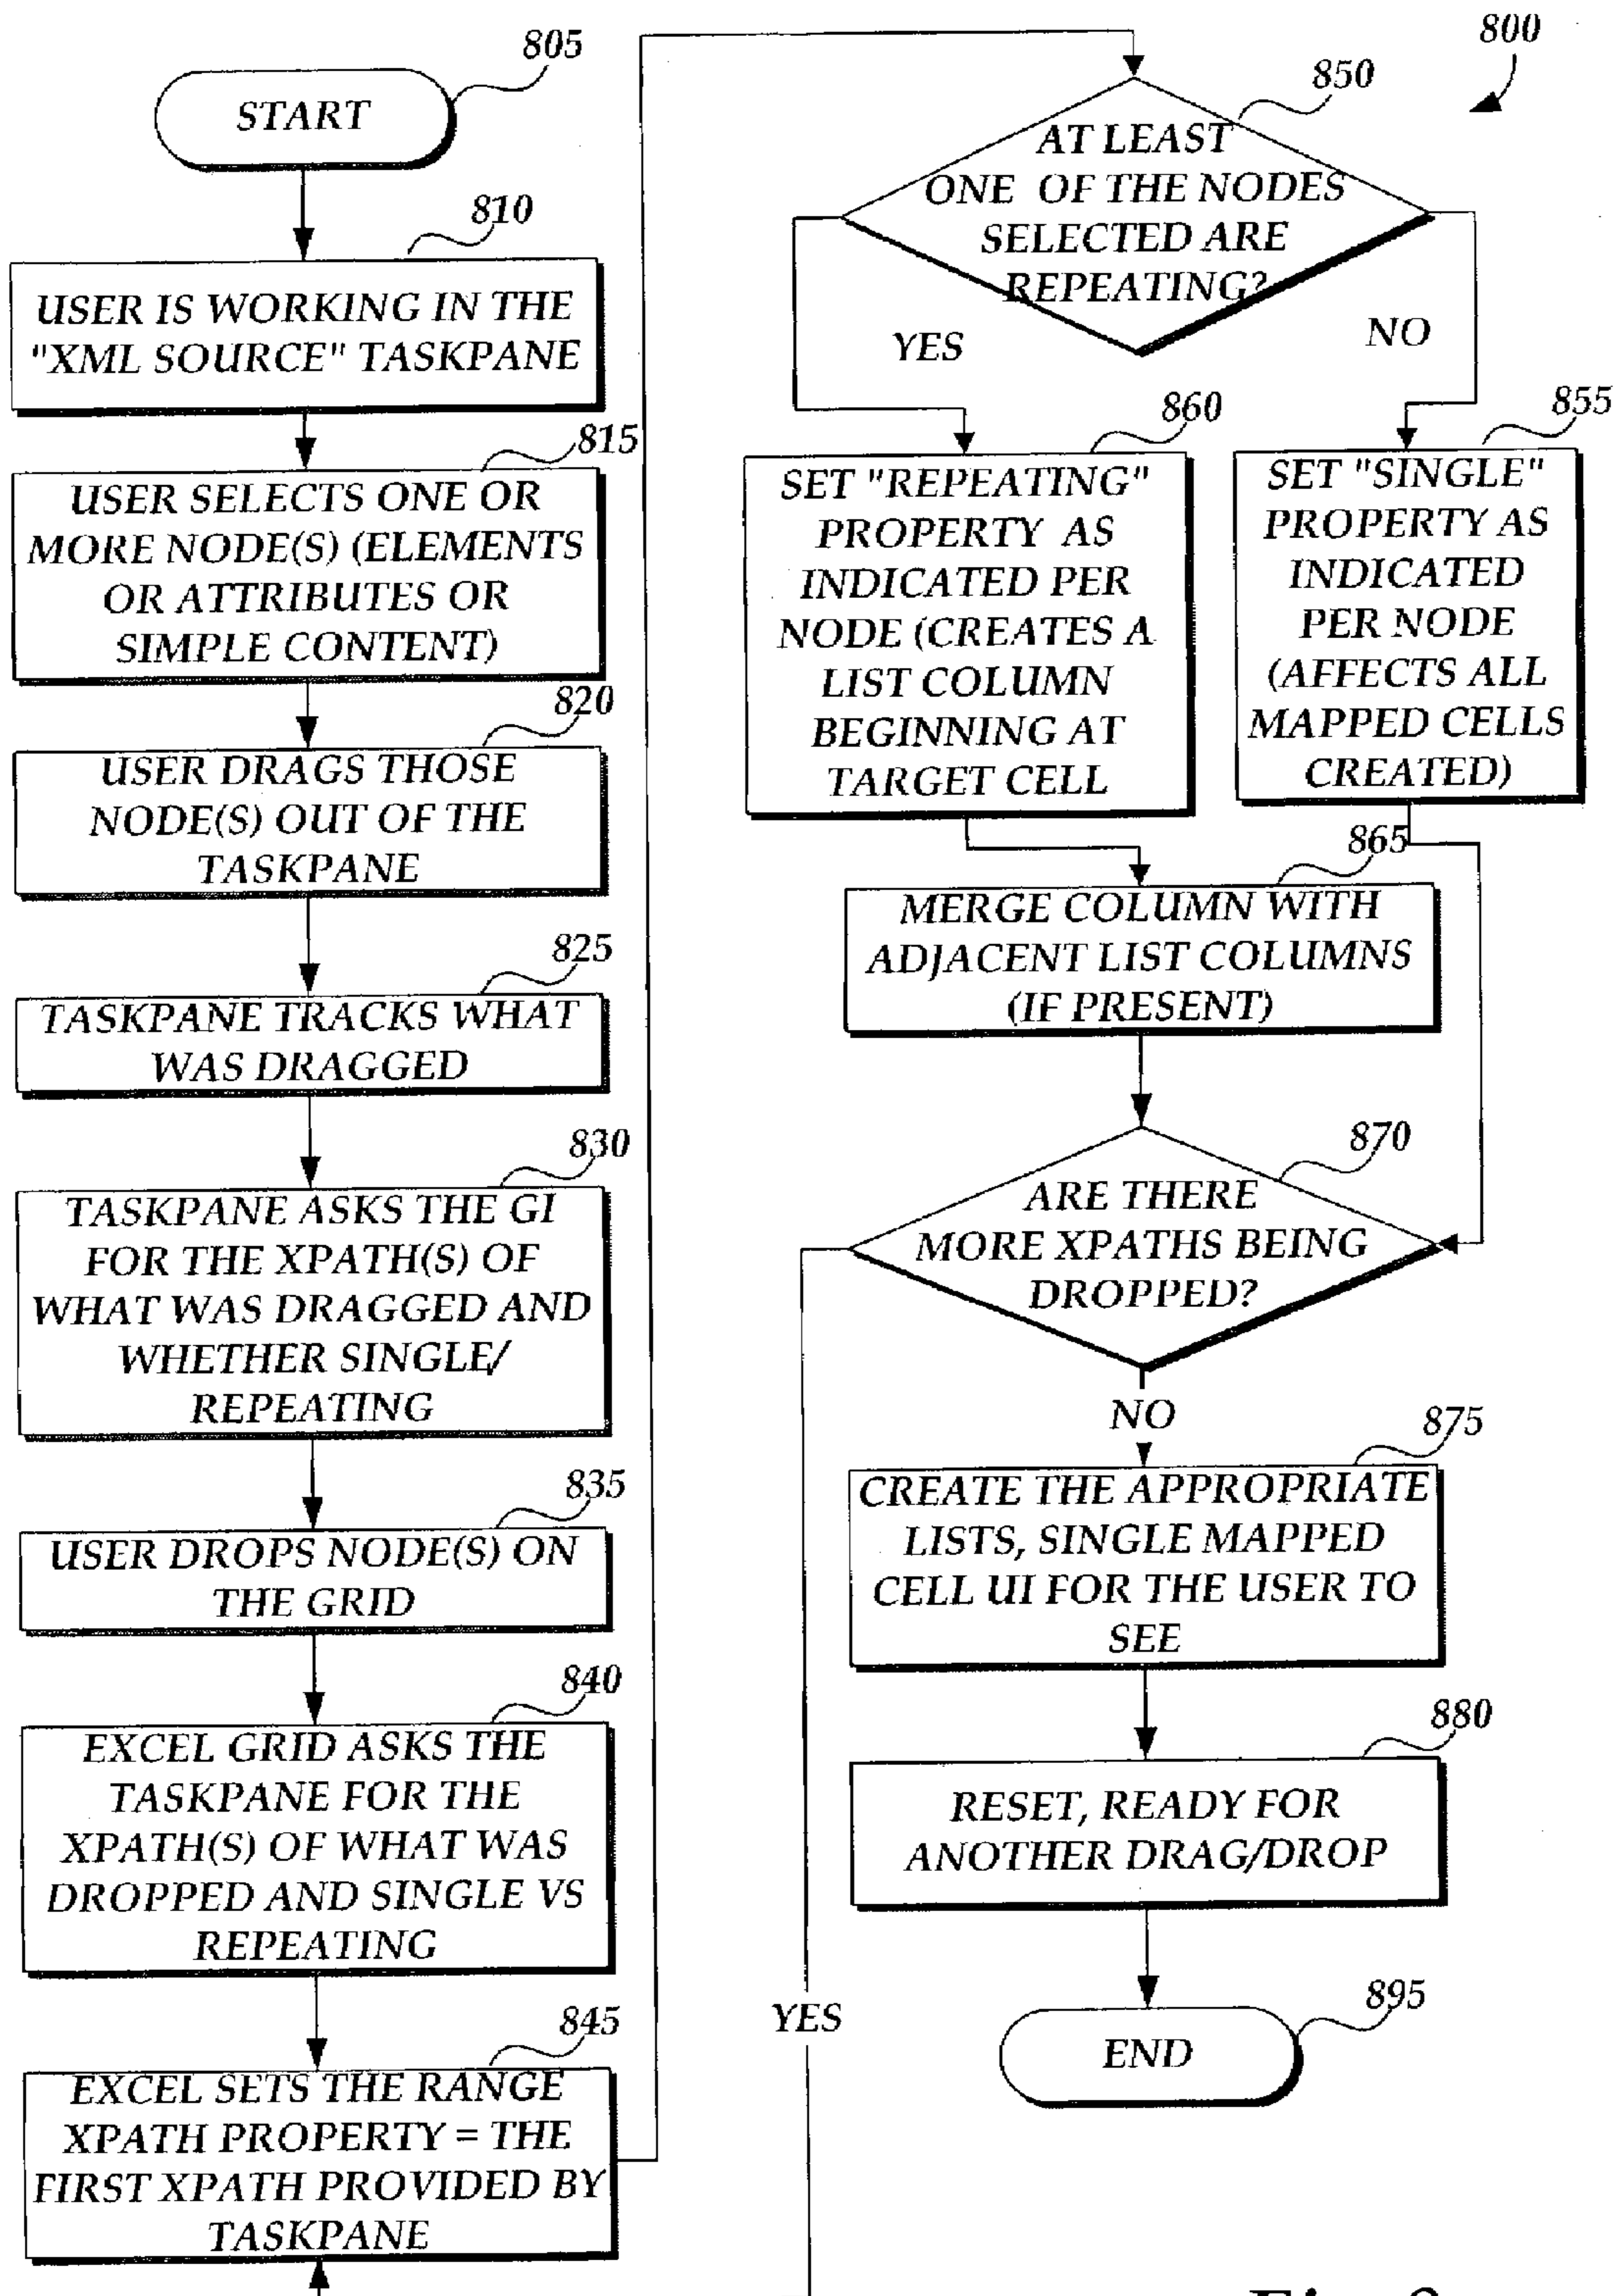 805
START
810
USER IS WORKING IN THE
"XML SOURCE" TASKPANE
815
USER SELECTS ONE OR
MORE NODE(S) (ELEMENTS
OR ATTRIBUTES OR
SIMPLE CONTENT)
820
USER DRAGS THOSE
NODE(S) OUT OF THE
TASKPANE
825
TASKPANE TRACKS WHAT
WAS DRAGGED
830
TASKPANE ASKS THE GI
FOR THE XPATH(S) OF
WHAT WAS DRAGGED AND
WHETHER SINGLE/
REPEATING
835
USER DROPS NODE(S) ON
THE GRID
840
EXCEL GRID ASKS THE
TASKPANE FOR THE
XPATH(S) OF WHAT WAS
DROPPED AND SINGLE VS
REPEATING
845
EXCEL SETS THE RANGE
XPATH PROPERTY = THE
FIRST XPATH PROVIDED BY
TASKPANE
800
850
AT LEAST
ONE OF THE NODES
SELECTED ARE
REPEATING?
YES
NO
860
SET "REPEATING"
PROPERTY AS
INDICATED PER
NODE (CREATES A
LIST COLUMN
BEGINNING AT
TARGET CELL
855
SET "SINGLE"
PROPERTY AS
INDICATED
PER NODE
(AFFECTS ALL
MAPPED CELLS
CREATED)
865
MERGE COLUMN WITH
ADJACENT LIST COLUMNS
(IF PRESENT)
870
ARE THERE
MORE XPATHS BEING
DROPPED?
NO
875
CREATE THE APPROPRIATE
LISTS, SINGLE MAPPED
CELL UI FOR THE USER TO
SEE
880
RESET, READY FOR
ANOTHER DRAG/DROP
YES
895
END